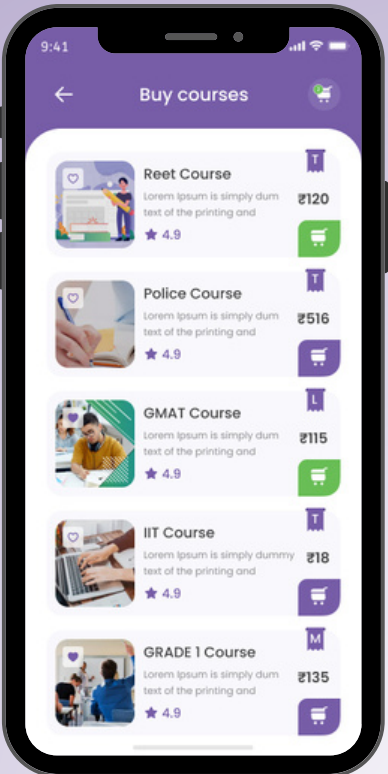 9:41
Buy courses
T
Reet Course
Lorem Ipsum is simply dum
text of the printing and
₹120
4.9
T
Police Course
Lorem Ipsum is simply dum
text of the printing and
₹516
4.9
L
GMAT Course
Lorem Ipsum is simply dum
text of the printing and
₹115
4.9
T
IIT Course
Lorem Ipsum is simply dummy
text of the printing and
₹18
4.9
M
GRADE 1 Course
Lorem Ipsum is simply dum
text of the printing and
₹135
4.9